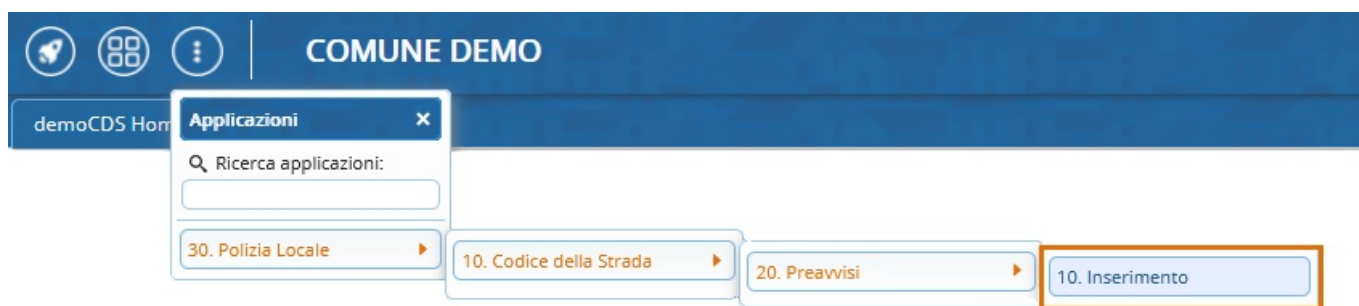 COMUNE DEMO
demoCDS Hom
Applicazioni
Ricerca applicazioni:
30. Polizia Locale
10. Codice della Strada
20. Preavvisi
10. Inserimento